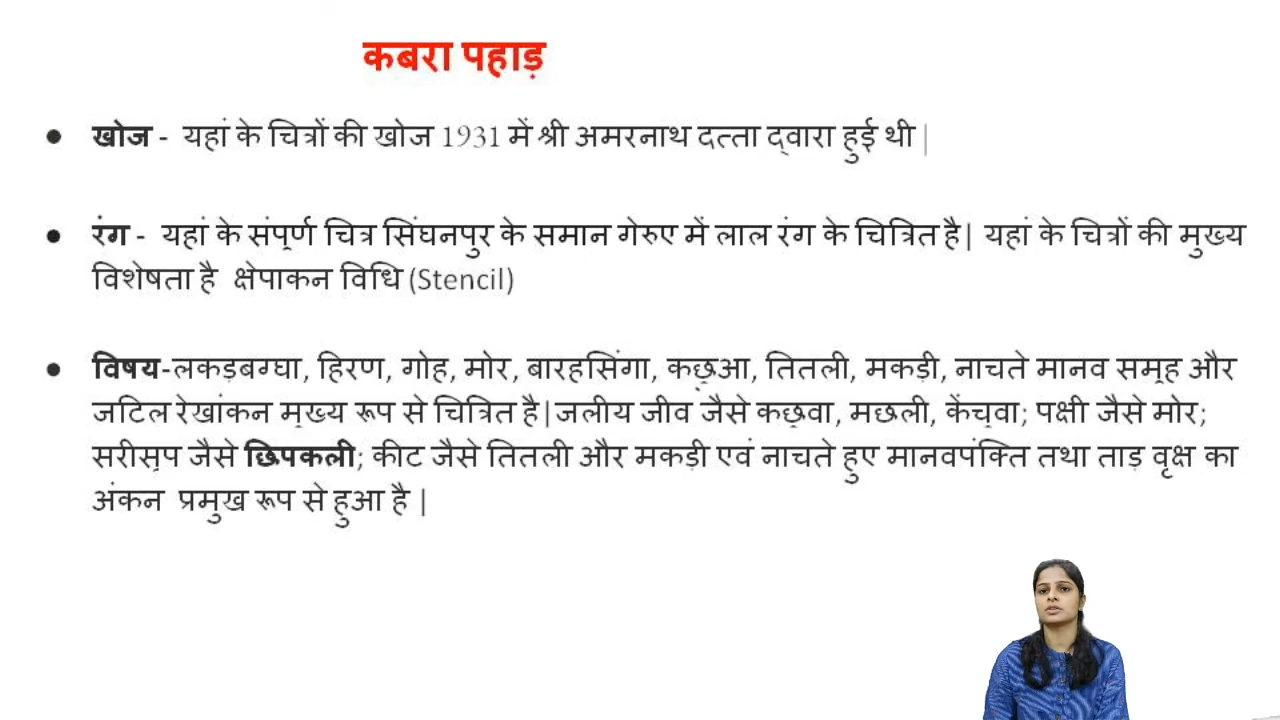 कबरा पहाड़
● खोज - यहां के चित्रों की खोज 1931 में श्री अमरनाथ दत्ता द्वारा हुई थी |
● रंग - यहां के संपूर्ण चित्र सिंघनपुर के समान गेरुए में लाल रंग के चित्रित है| यहां के चित्रों की मुख्य
विशेषता है क्षेपाकन विधि (Stencil)
● विषय-लकड़बग्घा, हिरण, गोह, मोर, बारहसिंगा, कछुआ, तितली, मकड़ी, नाचते मानव समूह और
जटिल रेखांकन मुख्य रूप से चित्रित है|जलीय जीव जैसे कछुवा, मछली, केंचुवा; पक्षी जैसे मोर;
सरीसृप जैसे छिपकली; कीट जैसे तितली और मकड़ी एवं नाचते हुए मानवपंक्ति तथा ताड़ वृक्ष का
अंकन प्रमुख रूप से हुआ है |